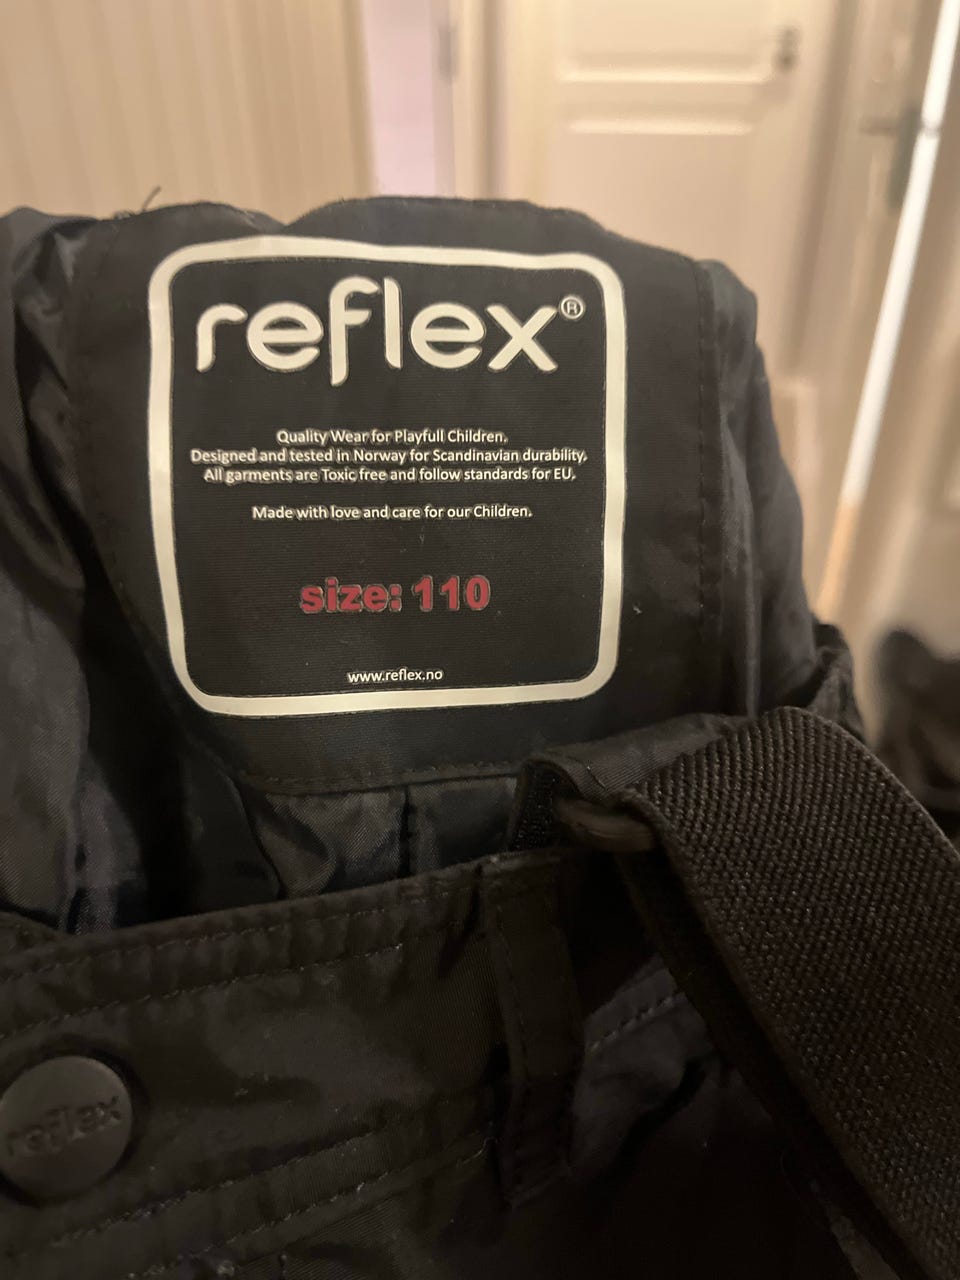 reflex®
Quality Wear for Playfull Children.
Designed and tested in Norway for Scandinavian durability.
All garments are Toxic free and follow standards for EU.
Made with love and care for our Children.
size: 110
www.reflex.no
reflex